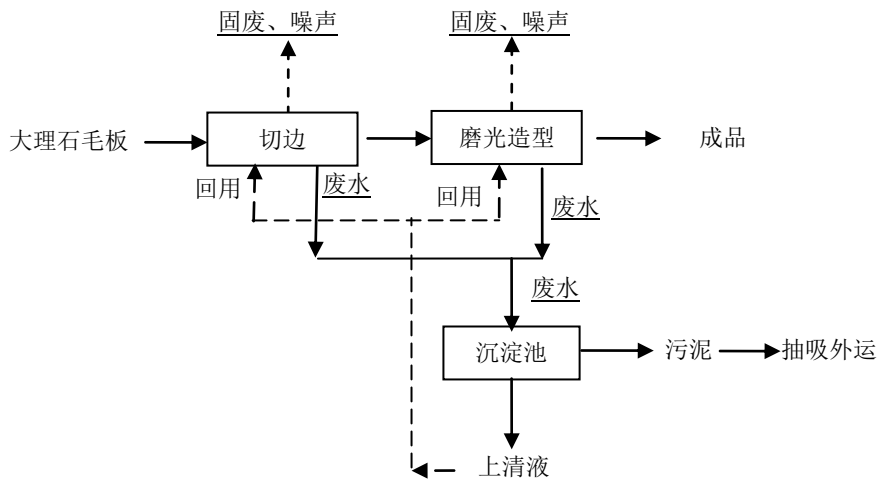 固废、噪声
固废、噪声
大理石毛板
切边
磨光造型
成品
回用
废水
回用
废水
废水
沉淀池
污泥
抽吸外运
上清液